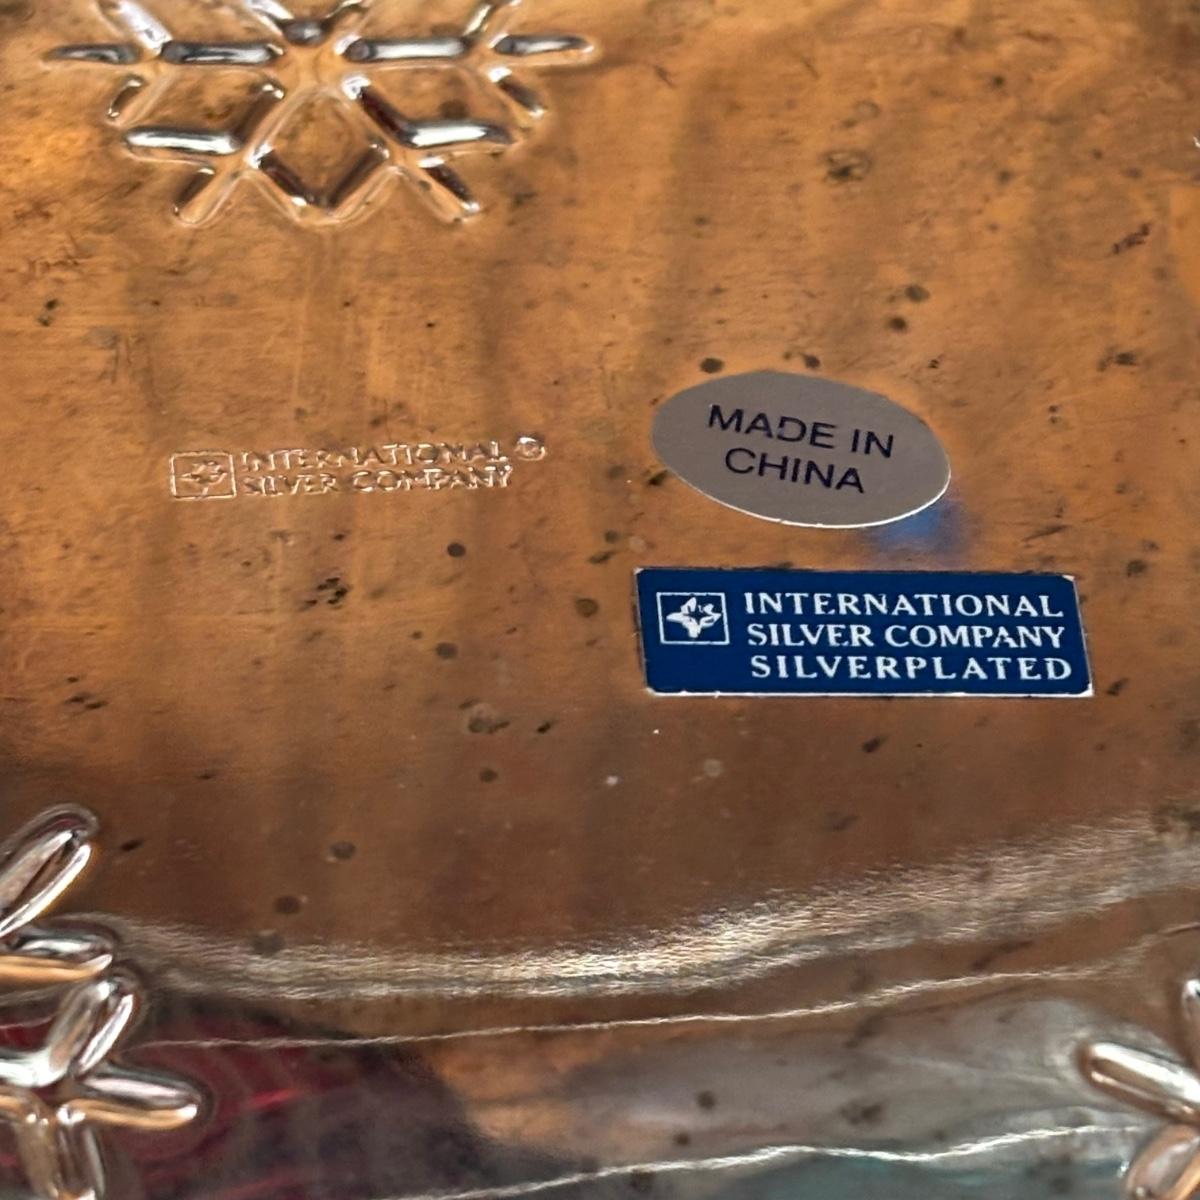 INTERNATIONAL
SILVER COMPANY
MADE IN
CHINA
INTERNATIONAL
SILVER COMPANY
SILVERPLATED